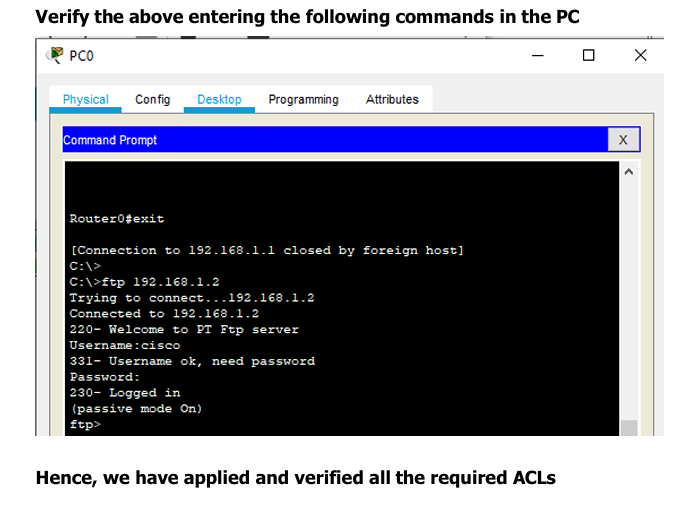 Verify the above entering the following commands in the PC
PC0
Physical Config Desktop Programming Attributes
Command Prompt X
Router0#exit
[Connection to 192.168.1.1 closed by foreign host]
C:\>
C:\>ftp 192.168.1.2
Trying to connect...192.168.1.2
Connected to 192.168.1.2
220- Welcome to PT Ftp server
Username:cisco
331- Username ok, need password
Password:
230- Logged in
(passive mode On)
ftp>
Hence, we have applied and verified all the required ACLs